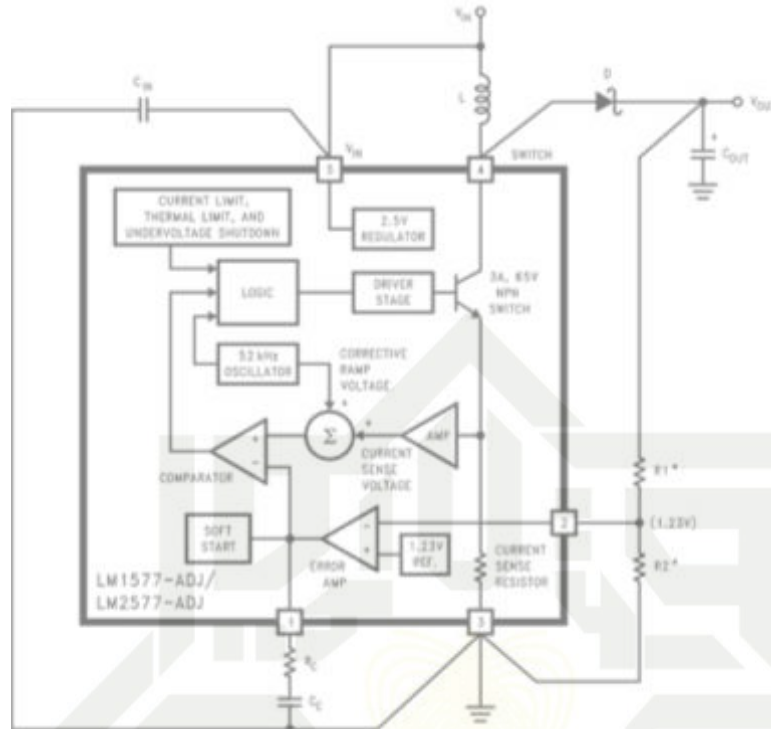 VIN
CIN
L
D
VOU
+
COUT
VIN
SWITCH
5
4
CURRENT LIMIT,
THERMAL LIMIT, AND
UNDERVOLTAGE SHUTDOWN
2.5V
REGULATOR
LOGIC
DRIVER
STAGE
3A, 65V
NPN
SWITCH
52 kHz
OSCILLATOR
CORRECTIVE
RAMP
VOLTAGE
+
+
Σ
AMP
+
-
CURRENT
SENSE
VOLTAGE
COMPARATOR
R1*
2
(1.23V)
SOFT
START
-
+
1.23V
REF.
ERROR
AMP
CURRENT
SENSE
RESISTOR
R2*
LM1577-ADJ/
LM2577-ADJ
1
3
RC
CC